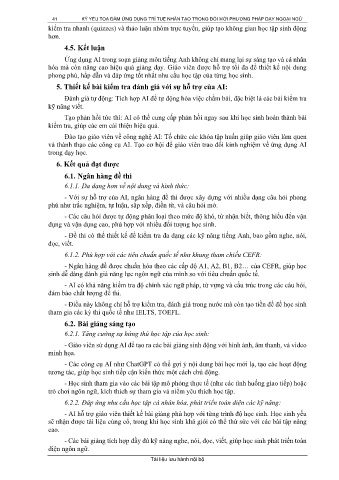 41 KỶ YẾU TỌA ĐÀM ỨNG DỤNG TRÍ TUỆ NHÂN TẠO TRONG ĐỔI MỚI PHƯƠNG PHÁP DẠY NGOẠI NGỮ
kiểm tra nhanh (quizzes) và thảo luận nhóm trực tuyến, giúp tạo không gian học tập sinh động
hơn.
4.5. Kết luận
Ứng dụng AI trong soạn giảng môn tiếng Anh không chỉ mang lại sự sáng tạo và cá nhân
hóa mà còn nâng cao hiệu quả giảng dạy. Giáo viên được hỗ trợ tối đa để thiết kế nội dung
phong phú, hấp dẫn và đáp ứng tốt nhất nhu cầu học tập của từng học sinh.
5. Thiết kế bài kiểm tra đánh giá với sự hỗ trợ của AI:
Đánh giá tự động: Tích hợp AI để tự động hóa việc chấm bài, đặc biệt là các bài kiểm tra
kỹ năng viết.
Tạo phản hồi tức thì: AI có thể cung cấp phản hồi ngay sau khi học sinh hoàn thành bài
kiểm tra, giúp các em cải thiện hiệu quả.
Đào tạo giáo viên về công nghệ AI: Tổ chức các khóa tập huấn giúp giáo viên làm quen
và thành thạo các công cụ AI. Tạo cơ hội để giáo viên trao đổi kinh nghiệm về ứng dụng AI
trong dạy học.
6. Kết quả đạt được
6.1. Ngân hàng đề thi
6.1.1. Đa dạng hơn về nội dung và hình thức:
- Với sự hỗ trợ của AI, ngân hàng đề thi được xây dựng với nhiều dạng câu hỏi phong
phú như trắc nghiệm, tự luận, sắp xếp, điền từ, và câu hỏi mở.
- Các câu hỏi được tự động phân loại theo mức độ khó, từ nhận biết, thông hiểu đến vận
dụng và vận dụng cao, phù hợp với nhiều đối tượng học sinh.
- Đề thi có thể thiết kế để kiểm tra đa dạng các kỹ năng tiếng Anh, bao gồm nghe, nói,
đọc, viết.
6.1.2. Phù hợp với các tiêu chuẩn quốc tế như khung tham chiếu CEFR:
- Ngân hàng đề được chuẩn hóa theo các cấp độ A1, A2, B1, B2… của CEFR, giúp học
sinh dễ dàng đánh giá năng lực ngôn ngữ của mình so với tiêu chuẩn quốc tế.
- AI có khả năng kiểm tra độ chính xác ngữ pháp, từ vựng và cấu trúc trong các câu hỏi,
đảm bảo chất lượng đề thi.
- Điều này không chỉ hỗ trợ kiểm tra, đánh giá trong nước mà còn tạo tiền đề để học sinh
tham gia các kỳ thi quốc tế như IELTS, TOEFL.
6.2. Bài giảng sáng tạo
6.2.1. Tăng cường sự hứng thú học tập của học sinh:
- Giáo viên sử dụng AI để tạo ra các bài giảng sinh động với hình ảnh, âm thanh, và video
minh họa.
- Các công cụ AI như ChatGPT có thể gợi ý nội dung bài học mới lạ, tạo các hoạt động
tương tác, giúp học sinh tiếp cận kiến thức một cách chủ động.
- Học sinh tham gia vào các bài tập mô phỏng thực tế (như các tình huống giao tiếp) hoặc
trò chơi ngôn ngữ, kích thích sự tham gia và niềm yêu thích học tập.
6.2.2. Đáp ứng nhu cầu học tập cá nhân hóa, phát triển toàn diện các kỹ năng:
- AI hỗ trợ giáo viên thiết kế bài giảng phù hợp với từng trình độ học sinh. Học sinh yếu
sẽ nhận được tài liệu củng cố, trong khi học sinh khá giỏi có thể thử sức với các bài tập nâng
cao.
- Các bài giảng tích hợp đầy đủ kỹ năng nghe, nói, đọc, viết, giúp học sinh phát triển toàn
diện ngôn ngữ.
Tài liệu lưu hành nội bộ